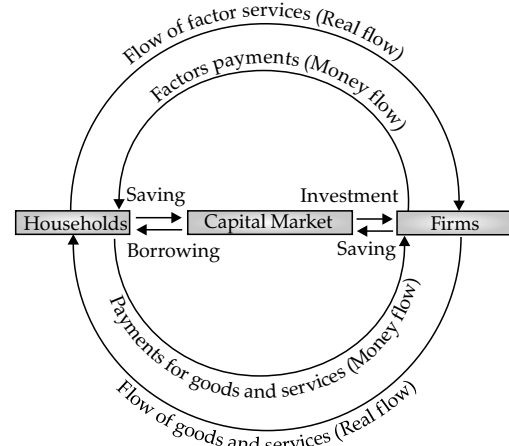 Flow of factor services (Real flow)
Factors payments (Money flow)
Saving
Investment
Households
Capital Market
Firms
Borrowing
Saving
Payments for goods and services (Money flow)
Flow of goods and services (Real flow)